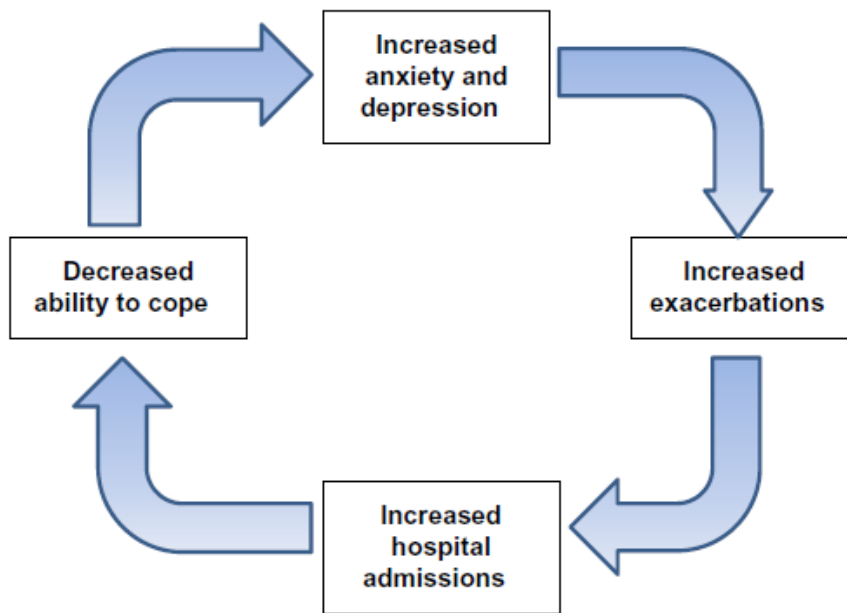 Increased
anxiety and
depression
Increased
exacerbations
Increased
hospital
admissions
Decreased
ability to cope